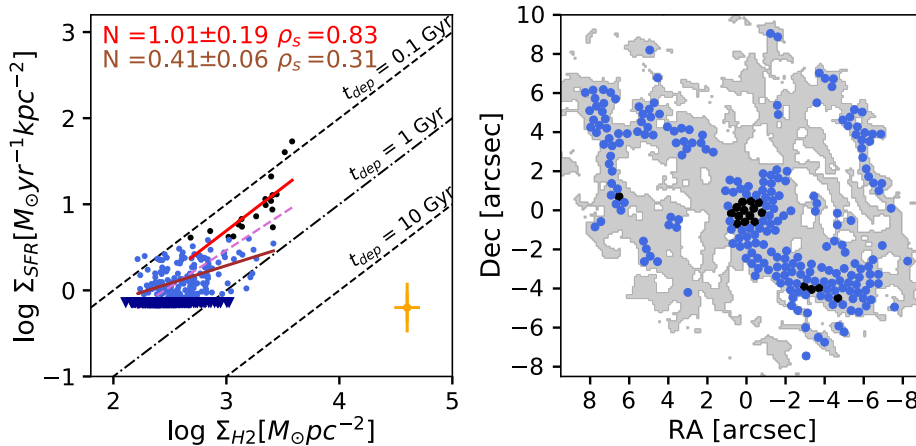 N = 1.01±0.19 ρs = 0.83
N = 0.41±0.06 ρs = 0.31
tdep = 0.1 Gyr
tdep = 1 Gyr
tdep = 10 Gyr
log ΣSFR[M⊙yr−1kpc−2]
3
2
1
0
−1
2 3 4 5
log ΣH2[M⊙pc−2]
Dec [arcsec]
10
8
6
4
2
0
−2
−4
−6
−8
8 6 4 2 0 −2 −4 −6 −8
RA [arcsec]